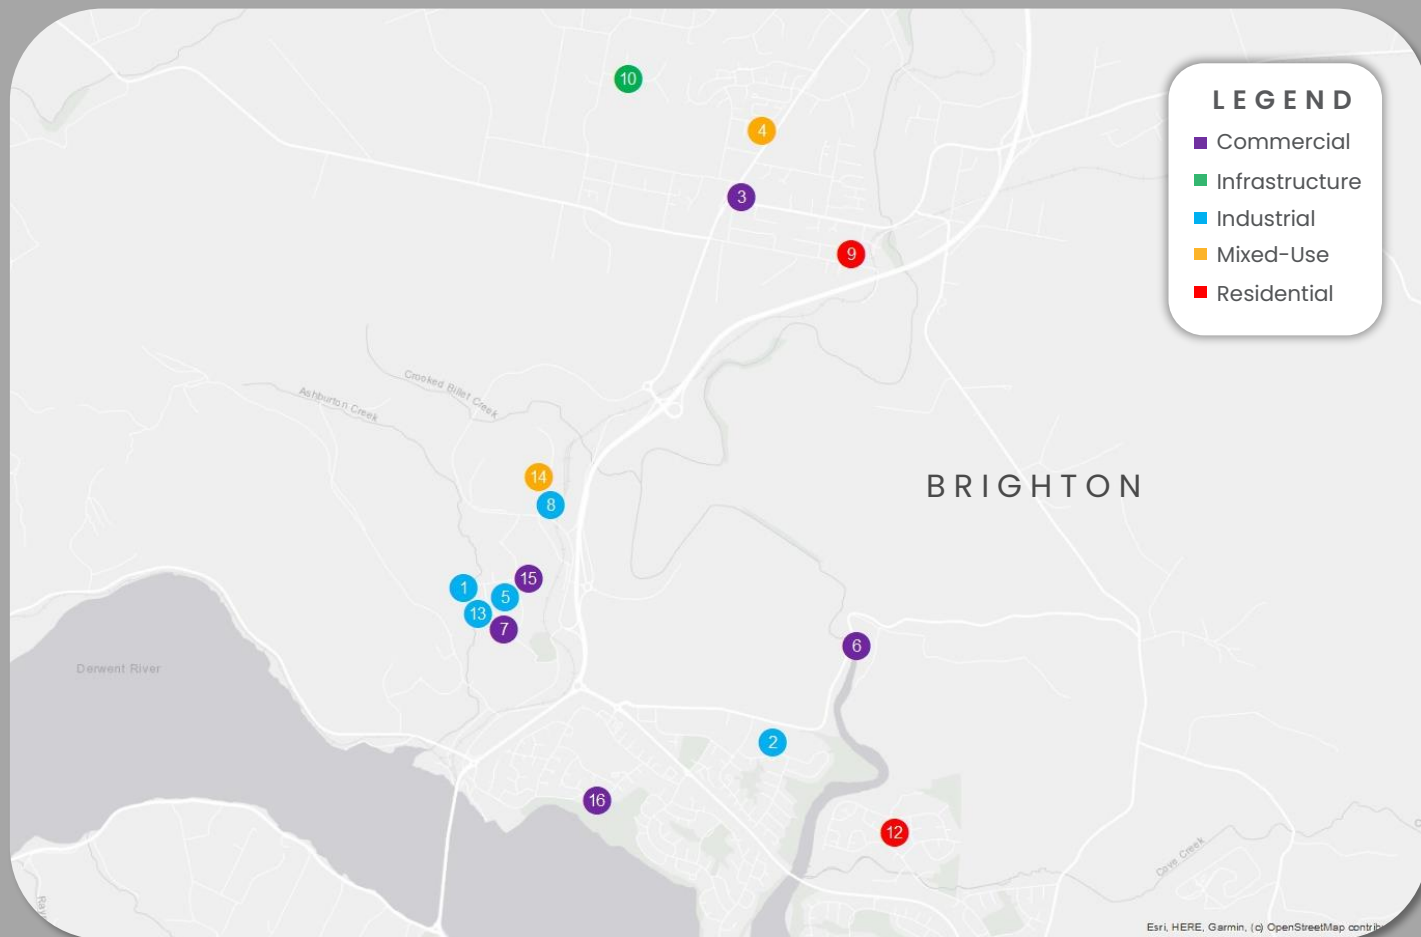 LEGEND
Commercial
Infrastructure
Industrial
Mixed-Use
Residential
10
4
3
9
Crooked Billet Creek
Ashburton Creek
BRIGHTON
14
8
15
1
5
13
7
6
Derwent River
2
16
12
Cove Creek
Esri, HERE, Garmin, (c) OpenStreetMap contrib